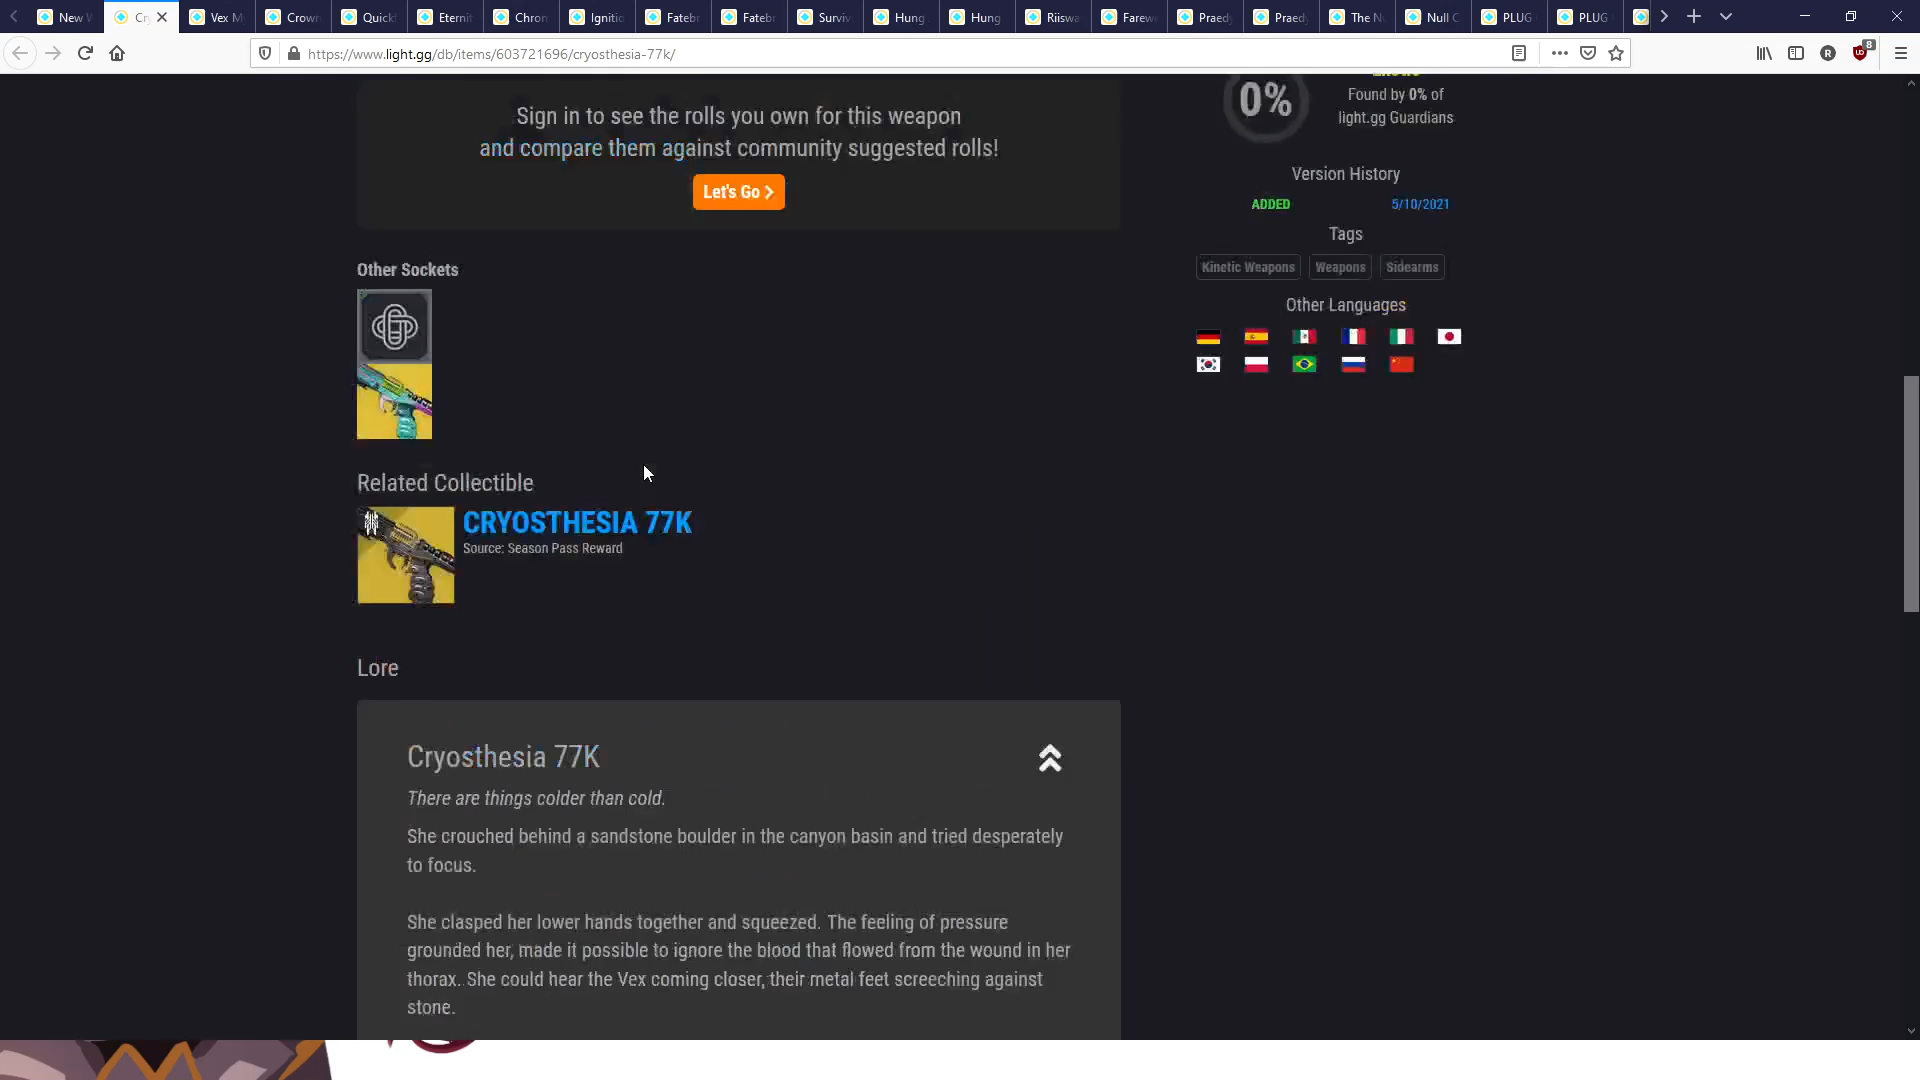 New
Cr
Vex M
Crown
Quick
Eternit
Chron
Ignitio
Fatebr
Fatebr
Surviv
Hung
Hung
Riiswa
Farewe
Praedy
Praedy
The N
Null C
PLUG
PLUG
https://www.light.gg/db/items/603721696/cryosthesia-77k/
8
Sign in to see the rolls you own for this weapon
and compare them against community suggested rolls!
Let's Go
0%
Found by 0% of
light.gg Guardians
Version History
ADDED 5/10/2021
Tags
Kinetic Weapons Weapons Sidearms
Other Languages
Other Sockets
Related Collectible
CRYOSTHESIA 77K
Source: Season Pass Reward
Lore
Cryosthesia 77K
There are things colder than cold.
She crouched behind a sandstone boulder in the canyon basin and tried desperately
to focus.
She clasped her lower hands together and squeezed. The feeling of pressure
grounded her, made it possible to ignore the blood that flowed from the wound in her
thorax. She could hear the Vex coming closer, their metal feet screeching against
stone.